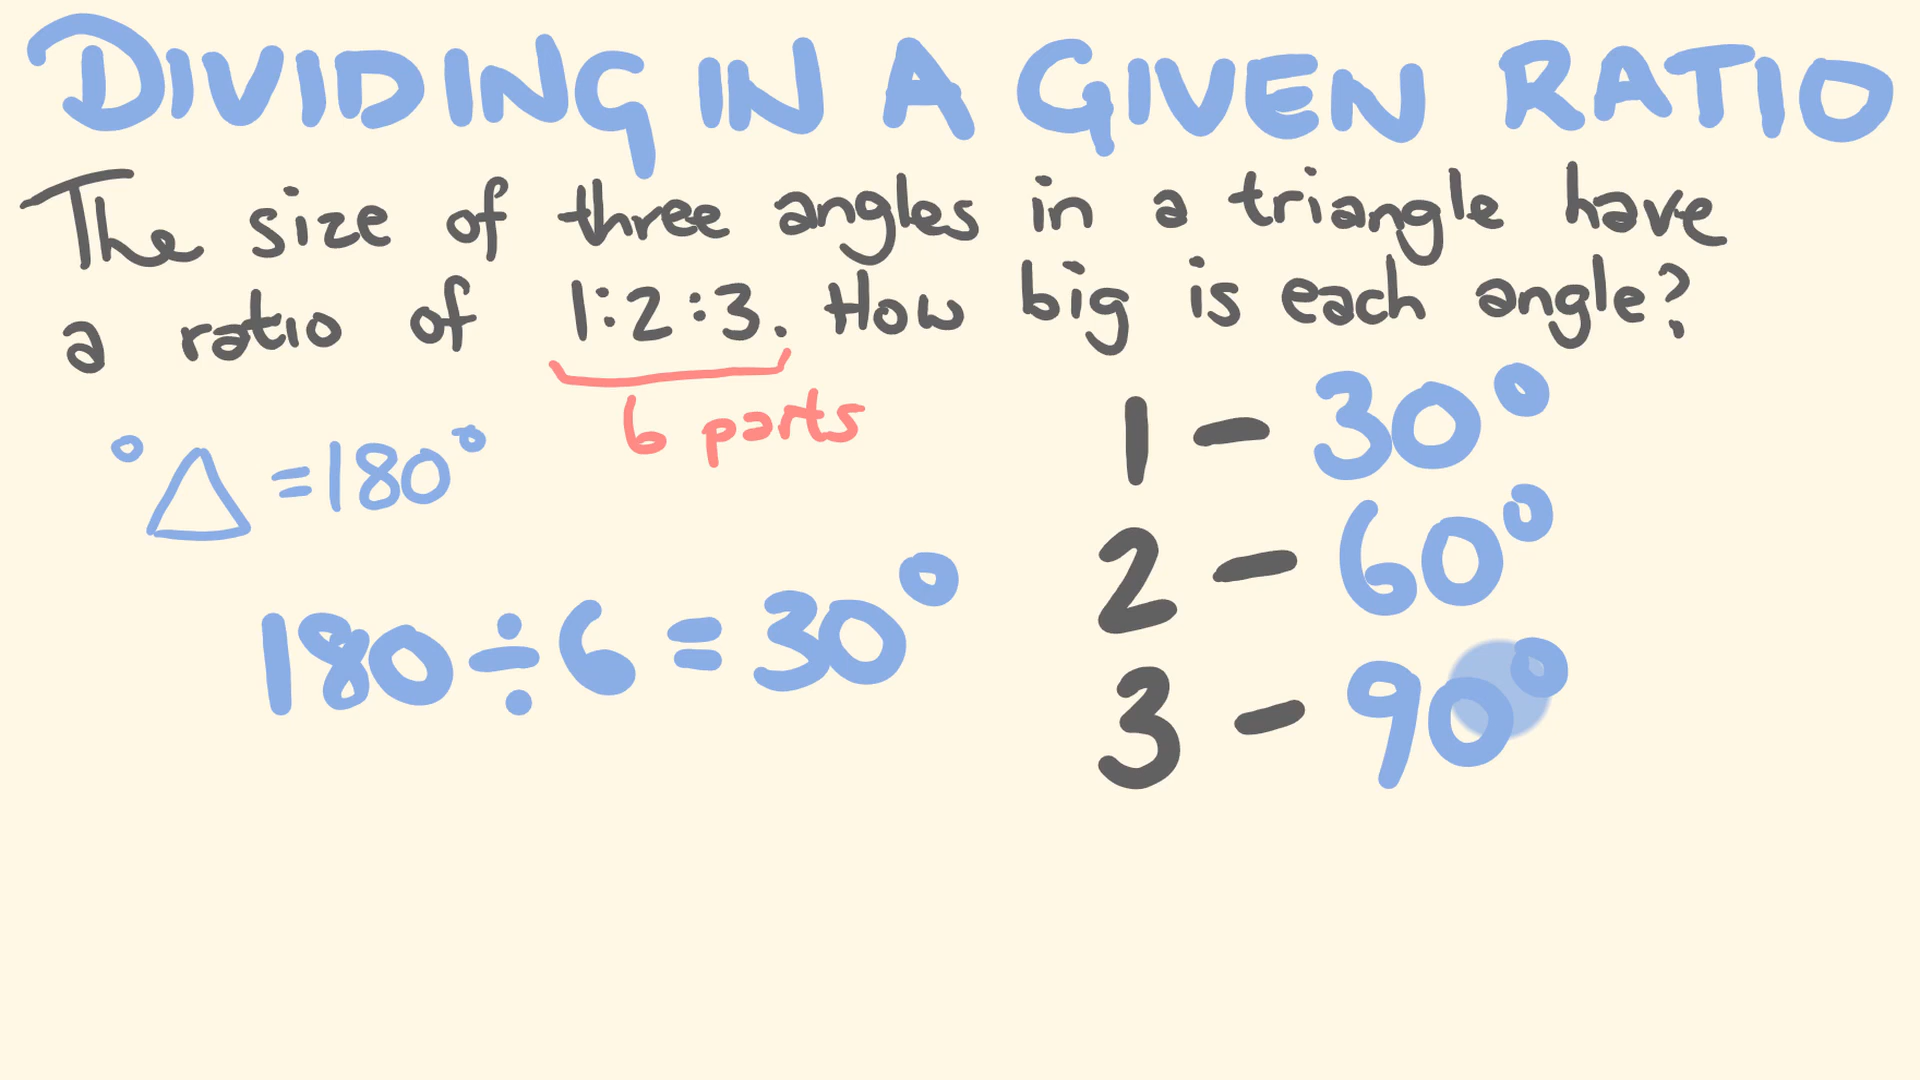 DIVIDING IN A GIVEN RATIO
The size of three angles in a triangle have
a ratio of 1:2:3. How big is each angle?
6 parts
° △ = 180°
180 ÷ 6 = 30°
1 - 30°
2 - 60°
3 - 90°